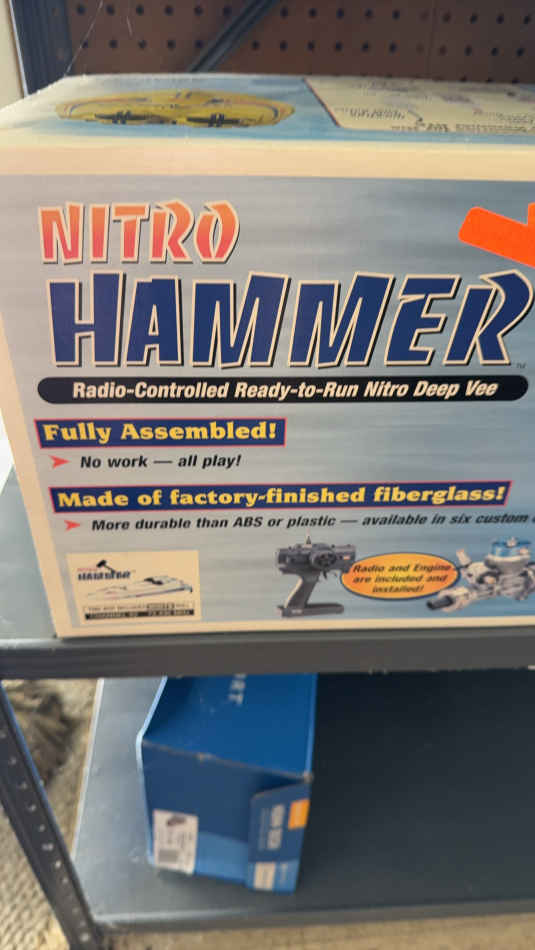 NITRO
HAMMER
Radio-Controlled Ready-to-Run Nitro Deep Vee
Fully Assembled!
No work — all play!
Made of factory-finished fiberglass!
More durable than ABS or plastic — available in six custom
HAMMER
Radio and Engine
are included and
installed!